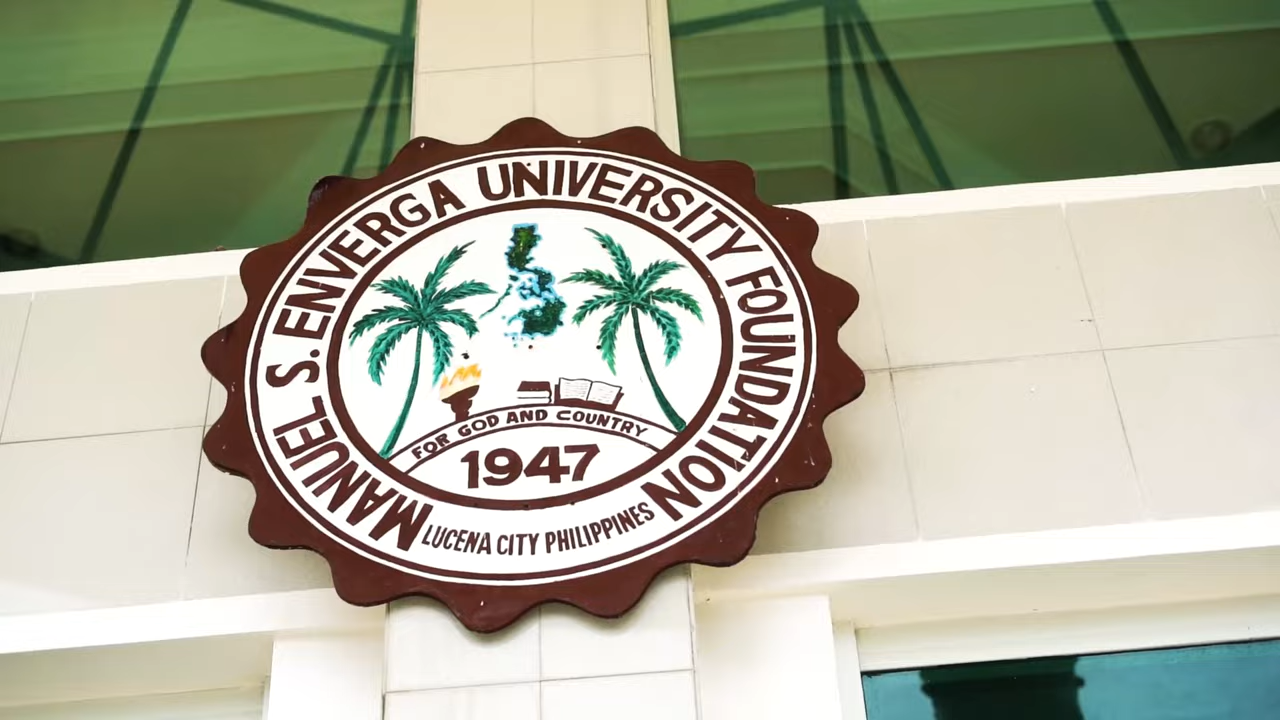 MANUEL S. ENVERGA UNIVERSITY FOUNDATION
FOR GOD AND COUNTRY
1947
LUCENA CITY PHILIPPINES